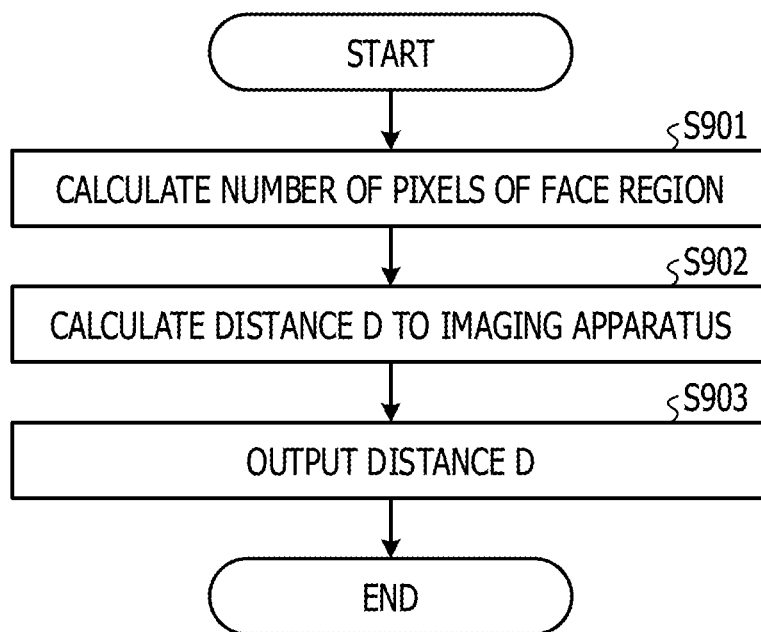 START
S901
CALCULATE NUMBER OF PIXELS OF FACE REGION
S902
CALCULATE DISTANCE D TO IMAGING APPARATUS
S903
OUTPUT DISTANCE D
END